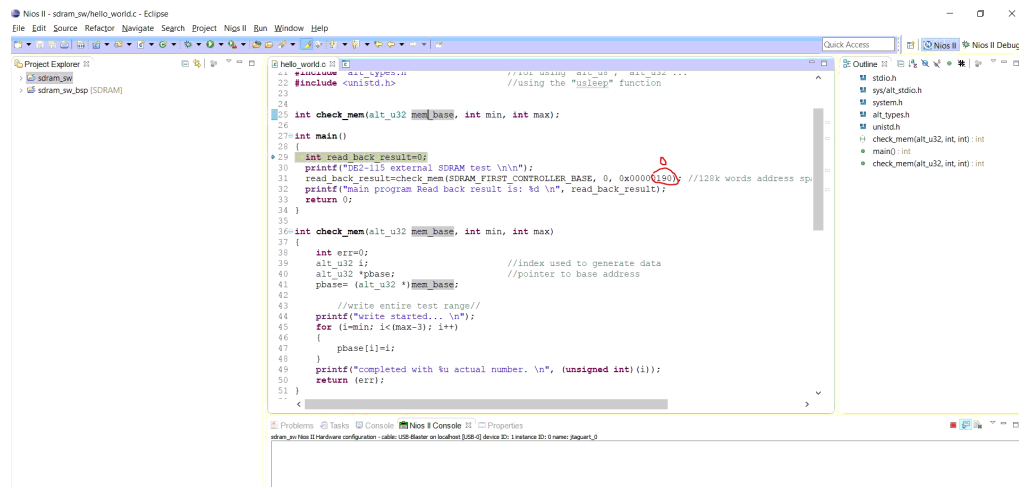 Nios II - sdram_sw/hello_world.c - Eclipse
File Edit Source Refactor Navigate Search Project Nios II Run Window Help
Quick Access
Nios II
Nios II Debug
Project Explorer
sdram_sw
sdram_sw_bsp [SDRAM]
hello_world.c
21 #include "alt_types.h" //for using "alt_u8", "alt_u32 ...
22 #include <unistd.h> //using the "usleep" function
23
24
25 int check_mem(alt_u32 mem_base, int min, int max);
26
27 int main()
28 {
0
29 int read_back_result=0;
30 printf("DE2-115 external SDRAM test \n\n");
31 read_back_result=check_mem(SDRAM_FIRST_CONTROLLER_BASE, 0, 0x00000190); //128k words address spa
32 printf("main program Read back result is: %d \n", read_back_result);
33 return 0;
34 }
35
36 int check_mem(alt_u32 mem_base, int min, int max)
37 {
38 int err=0;
39 alt_u32 i; //index used to generate data
40 alt_u32 *pbase; //pointer to base address
41 pbase= (alt_u32 *)mem_base;
42
43 //write entire test range//
44 printf("write started... \n");
45 for (i=min; i<(max-3); i++)
46 {
47 pbase[i]=i;
48 }
49 printf("completed with %u actual number. \n", (unsigned int)(i));
50 return (err);
51 }
Outline
stdio.h
sys/alt_stdio.h
system.h
alt_types.h
unistd.h
check_mem(alt_u32, int, int) : int
main() : int
check_mem(alt_u32, int, int) : int
Problems Tasks Console Nios II Console Properties
sdram_sw Nios II Hardware configuration - cable: USB-Blaster on localhost [USB-0] device ID: 1 instance ID: 0 name: jtaguart_0